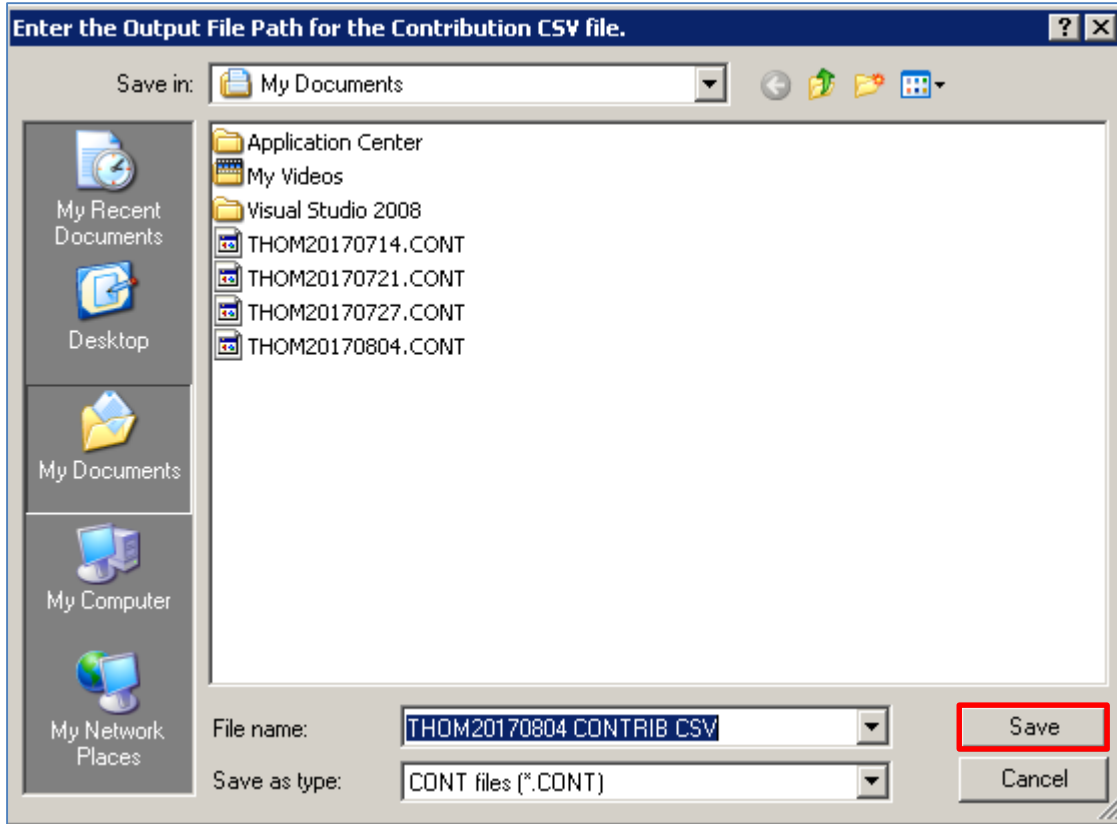 Enter the Output File Path for the Contribution CSV file.
Save in:
My Documents
My Recent
Documents
Desktop
My Documents
My Computer
My Network
Places
Application Center
My Videos
Visual Studio 2008
THOM20170714.CONT
THOM20170721.CONT
THOM20170727.CONT
THOM20170804.CONT
File name:
THOM20170804 CONTRIB CSV
Save
Save as type:
CONT files (*.CONT)
Cancel